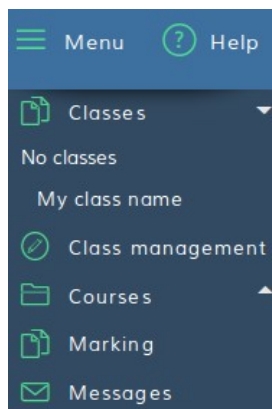 Menu ? Help
Classes
No classes
My class name
Class management
Courses
Marking
Messages